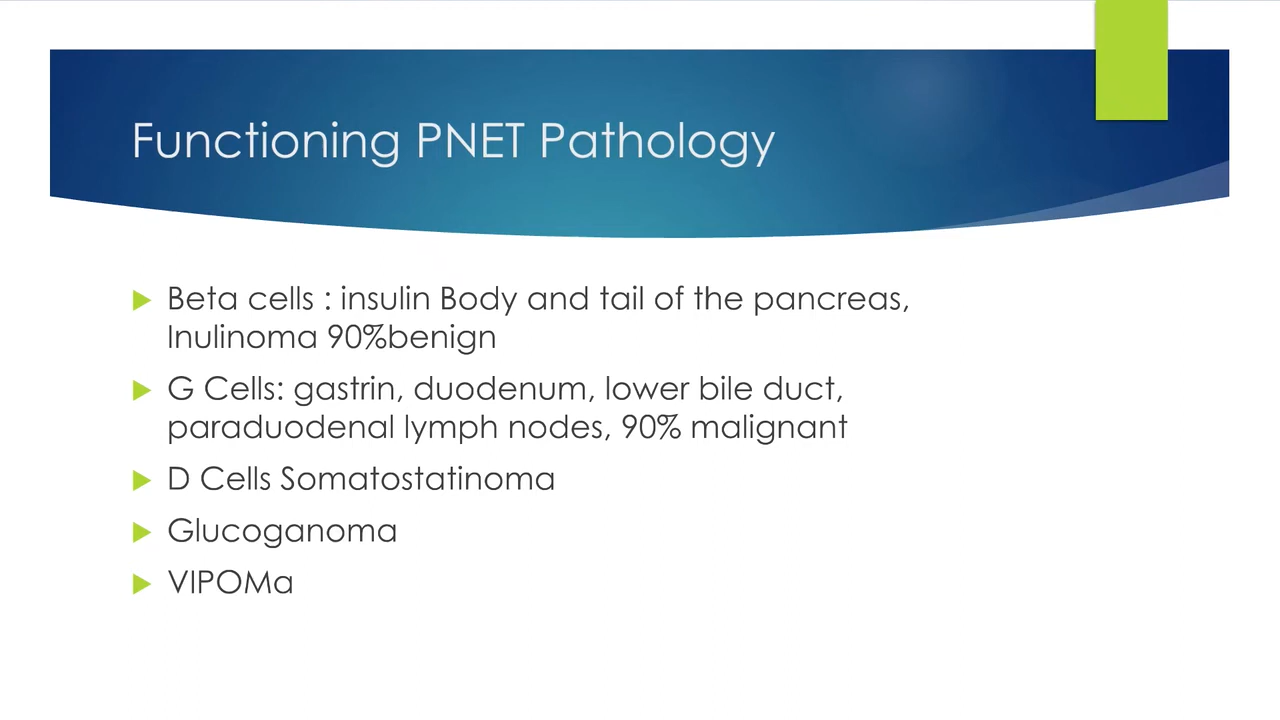 Functioning PNET Pathology
Beta cells : insulin Body and tail of the pancreas,
Inulinoma 90%benign
G Cells: gastrin, duodenum, lower bile duct,
paraduodenal lymph nodes, 90% malignant
D Cells Somatostatinoma
Glucoganoma
VIPOMa